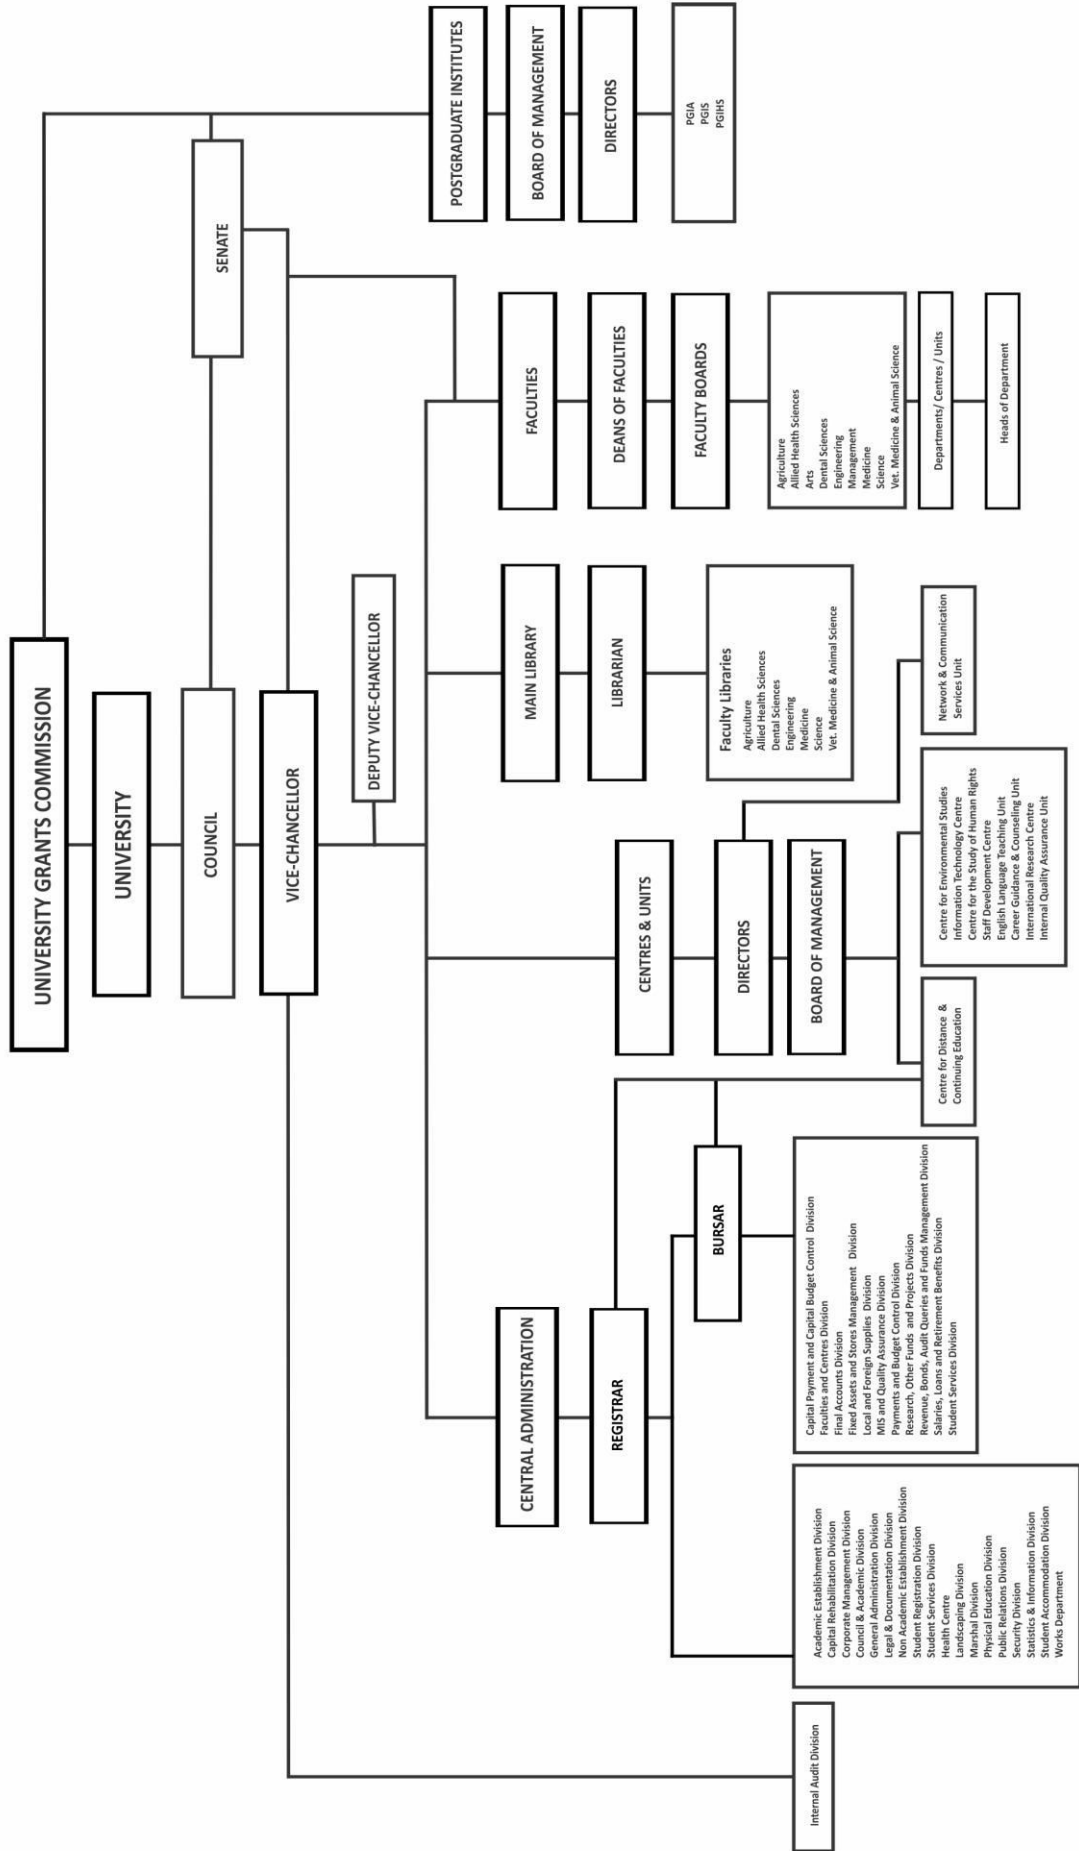 UNIVERSITY GRANTS COMMISSION
UNIVERSITY
COUNCIL
SENATE
VICE-CHANCELLOR
DEPUTY VICE-CHANCELLOR
Internal Audit Division
CENTRAL ADMINISTRATION
REGISTRAR
Academic Establishment Division
Capital Rehabilitation Division
Corporate Management Division
Council & Academic Division
General Administration Division
Legal & Documentation Division
Non Academic Establishment Division
Student Registration Division
Student Services Division
Health Centre
Landscaping Division
Marshal Division
Physical Education Division
Public Relations Division
Security Division
Statistics & Information Division
Student Accommodation Division
Works Department
BURSAR
Capital Payment and Capital Budget Control Division
Faculties and Centres Division
Final Accounts Division
Fixed Assets and Stores Management Division
Local and Foreign Supplies Division
MIS and Quality Assurance Division
Payments and Budget Control Division
Research, Other Funds and Projects Division
Revenue, Bonds, Audit Queries and Funds Management Division
Salaries, Loans and Retirement Benefits Division
Student Services Division
CENTRES & UNITS
DIRECTORS
BOARD OF MANAGEMENT
Centre for Distance &
Continuing Education
Centre for Environmental Studies
Information Technology Centre
Centre for the Study of Human Rights
Staff Development Centre
English Language Teaching Unit
Career Guidance & Counseling Unit
International Research Centre
Internal Quality Assurance Unit
Network & Communication
Services Unit
MAIN LIBRARY
LIBRARIAN
Faculty Libraries
Agriculture
Allied Health Sciences
Dental Sciences
Engineering
Medicine
Science
Vet. Medicine & Animal Science
FACULTIES
DEANS OF FACULTIES
FACULTY BOARDS
Agriculture
Allied Health Sciences
Arts
Dental Sciences
Engineering
Management
Medicine
Science
Vet. Medicine & Animal Science
Departments/ Centres / Units
Heads of Department
POSTGRADUATE INSTITUTES
BOARD OF MANAGEMENT
DIRECTORS
PGIA
PGIS
PGIHS